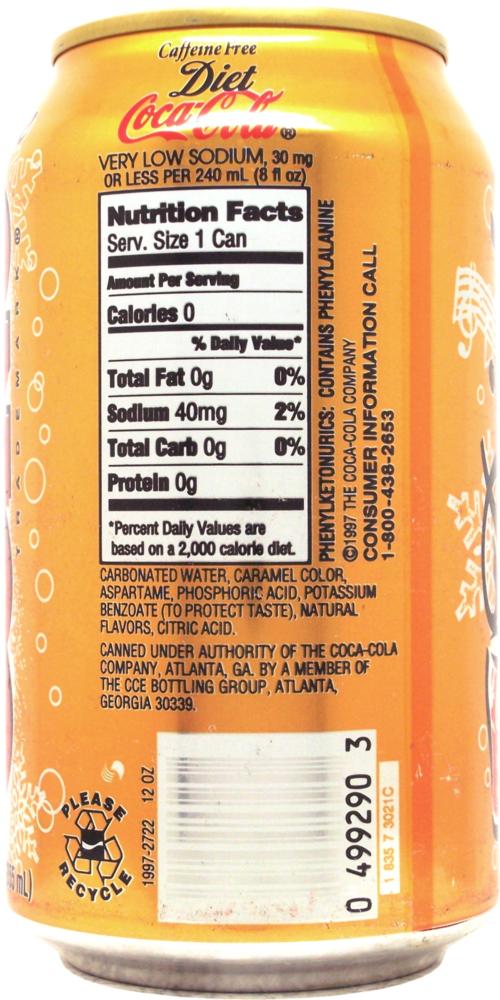 Caffeine Free
Diet
Coca-Cola®
VERY LOW SODIUM, 30 mg
OR LESS PER 240 mL (8 fl oz)
Nutrition Facts
Serv. Size 1 Can
Amount Per Serving
Calories 0
% Daily Value*
Total Fat 0g 0%
Sodium 40mg 2%
Total Carb 0g 0%
Protein 0g
*Percent Daily Values are
based on a 2,000 calorie diet.
PHENYLKETONURICS: CONTAINS PHENYLALANINE
©1997 THE COCA-COLA COMPANY
CONSUMER INFORMATION CALL
1-800-438-2653
CARBONATED WATER, CARAMEL COLOR,
ASPARTAME, PHOSPHORIC ACID, POTASSIUM
BENZOATE (TO PROTECT TASTE), NATURAL
FLAVORS, CITRIC ACID.
CANNED UNDER AUTHORITY OF THE COCA-COLA
COMPANY, ATLANTA, GA. BY A MEMBER OF
THE CCE BOTTLING GROUP, ATLANTA,
GEORGIA 30339.
PLEASE
RECYCLE
1997-2722 12 OZ
0 499290 3
1 835 7 3021C
TRADEMARK®
mL)